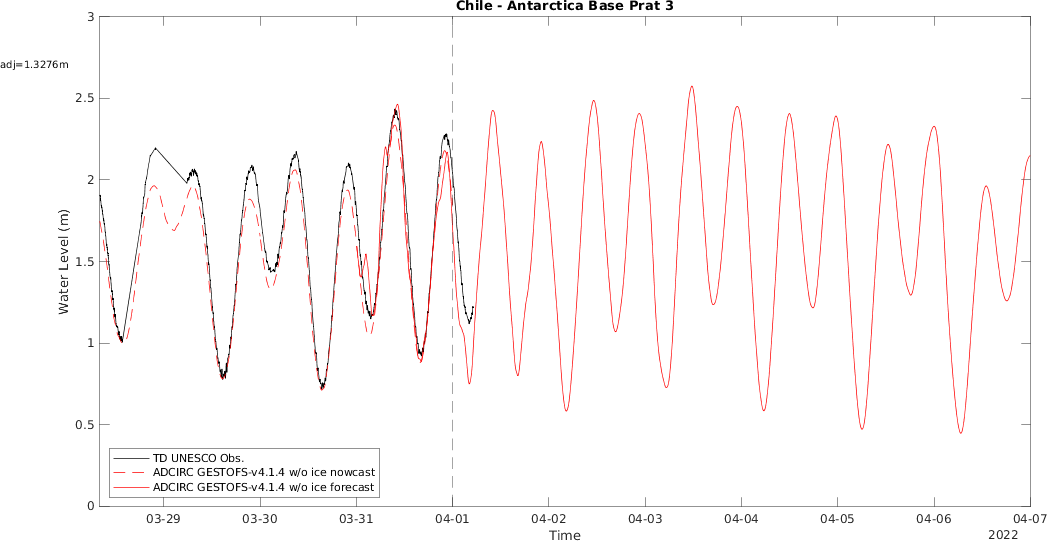 Chile - Antarctica Base Prat 3
adj=1.3276m
Water Level (m)
3
2.5
2
1.5
1
0.5
0
TD UNESCO Obs.
ADCIRC GESTOFS-v4.1.4 w/o ice nowcast
ADCIRC GESTOFS-v4.1.4 w/o ice forecast
03-29 03-30 03-31 04-01 04-02 04-03 04-04 04-05 04-06 04-07
Time
2022